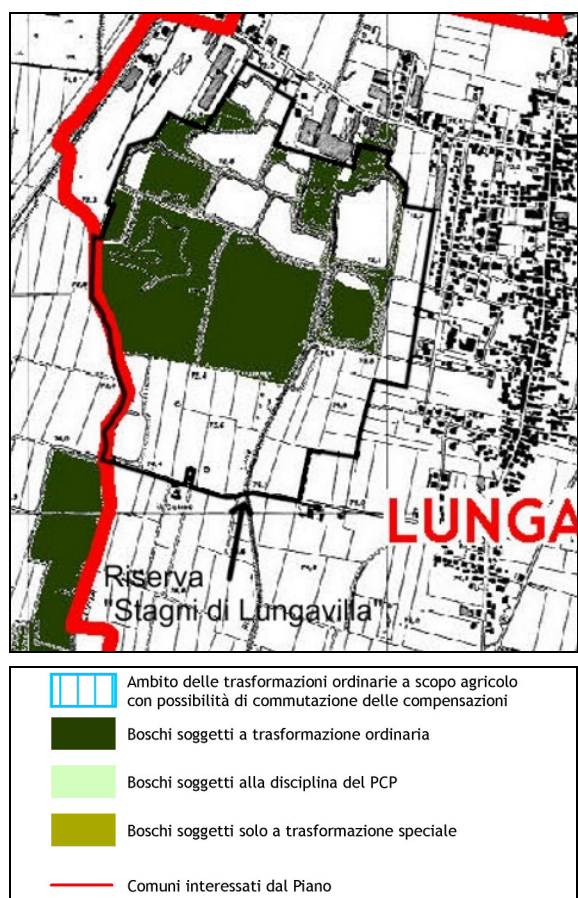 LUNGA
Riserva
"Stagni di Lungavilla"
Ambito delle trasformazioni ordinarie a scopo agricolo
con possibilità di commutazione delle compensazioni
Boschi soggetti a trasformazione ordinaria
Boschi soggetti alla disciplina del PCP
Boschi soggetti solo a trasformazione speciale
Comuni interessati dal Piano